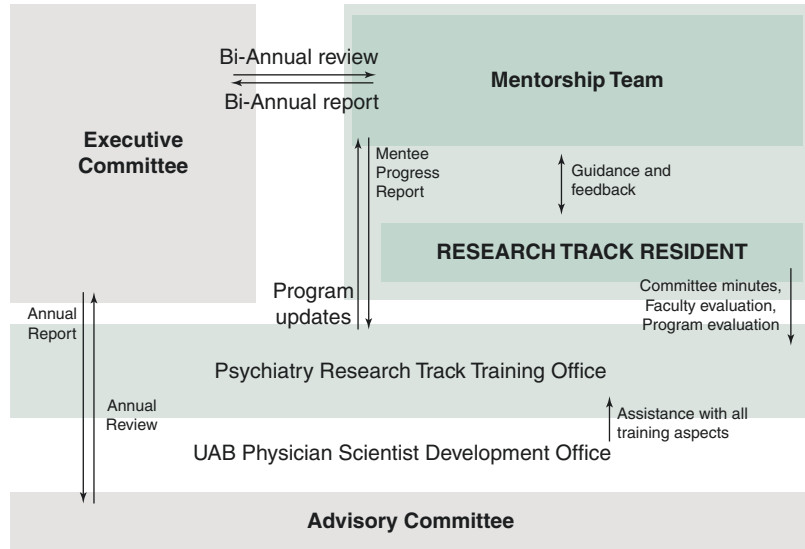 Bi-Annual review
Bi-Annual report
Mentorship Team
Executive
Committee
Mentee
Progress
Report
Guidance and
feedback
RESEARCH TRACK RESIDENT
Program
updates
Committee minutes,
Faculty evaluation,
Program evaluation
Annual
Report
Psychiatry Research Track Training Office
Annual
Review
Assistance with all
training aspects
UAB Physician Scientist Development Office
Advisory Committee